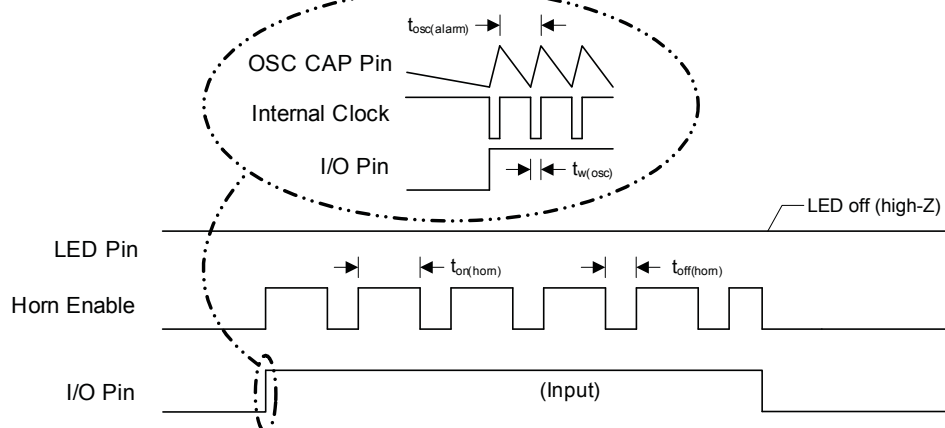 tosc(alarm)
OSC CAP Pin
Internal Clock
I/O Pin
tw(osc)
LED off (high-Z)
LED Pin
ton(horn)
toff(horn)
Horn Enable
I/O Pin
(Input)